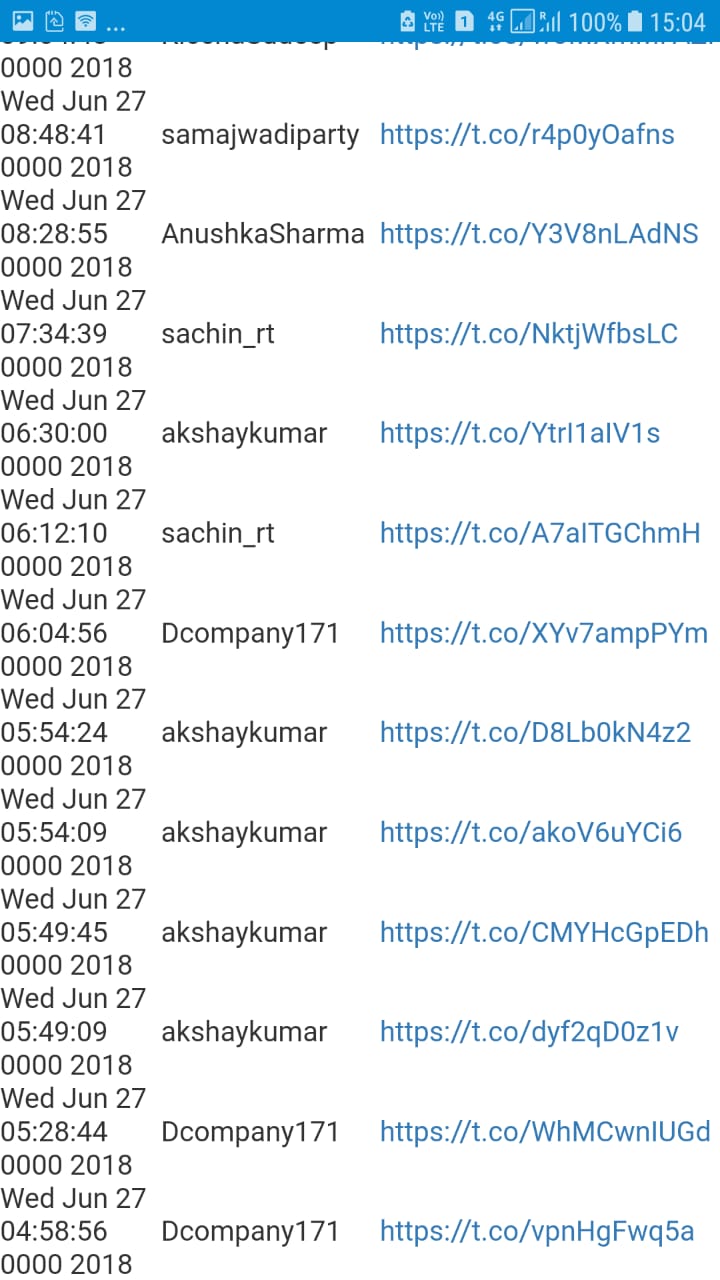 ... Vo)) LTE 1 4G R 100% 15:04
0000 2018
Wed Jun 27
08:48:41 samajwadiparty https://t.co/r4p0yOafns
0000 2018
Wed Jun 27
08:28:55 AnushkaSharma https://t.co/Y3V8nLAdNS
0000 2018
Wed Jun 27
07:34:39 sachin_rt https://t.co/NktjWfbsLC
0000 2018
Wed Jun 27
06:30:00 akshaykumar https://t.co/YtrI1aIV1s
0000 2018
Wed Jun 27
06:12:10 sachin_rt https://t.co/A7aITGChmH
0000 2018
Wed Jun 27
06:04:56 Dcompany171 https://t.co/XYv7ampPYm
0000 2018
Wed Jun 27
05:54:24 akshaykumar https://t.co/D8Lb0kN4z2
0000 2018
Wed Jun 27
05:54:09 akshaykumar https://t.co/akoV6uYCi6
0000 2018
Wed Jun 27
05:49:45 akshaykumar https://t.co/CMYHcGpEDh
0000 2018
Wed Jun 27
05:49:09 akshaykumar https://t.co/dyf2qD0z1v
0000 2018
Wed Jun 27
05:28:44 Dcompany171 https://t.co/WhMCwnIUGd
0000 2018
Wed Jun 27
04:58:56 Dcompany171 https://t.co/vpnHgFwq5a
0000 2018